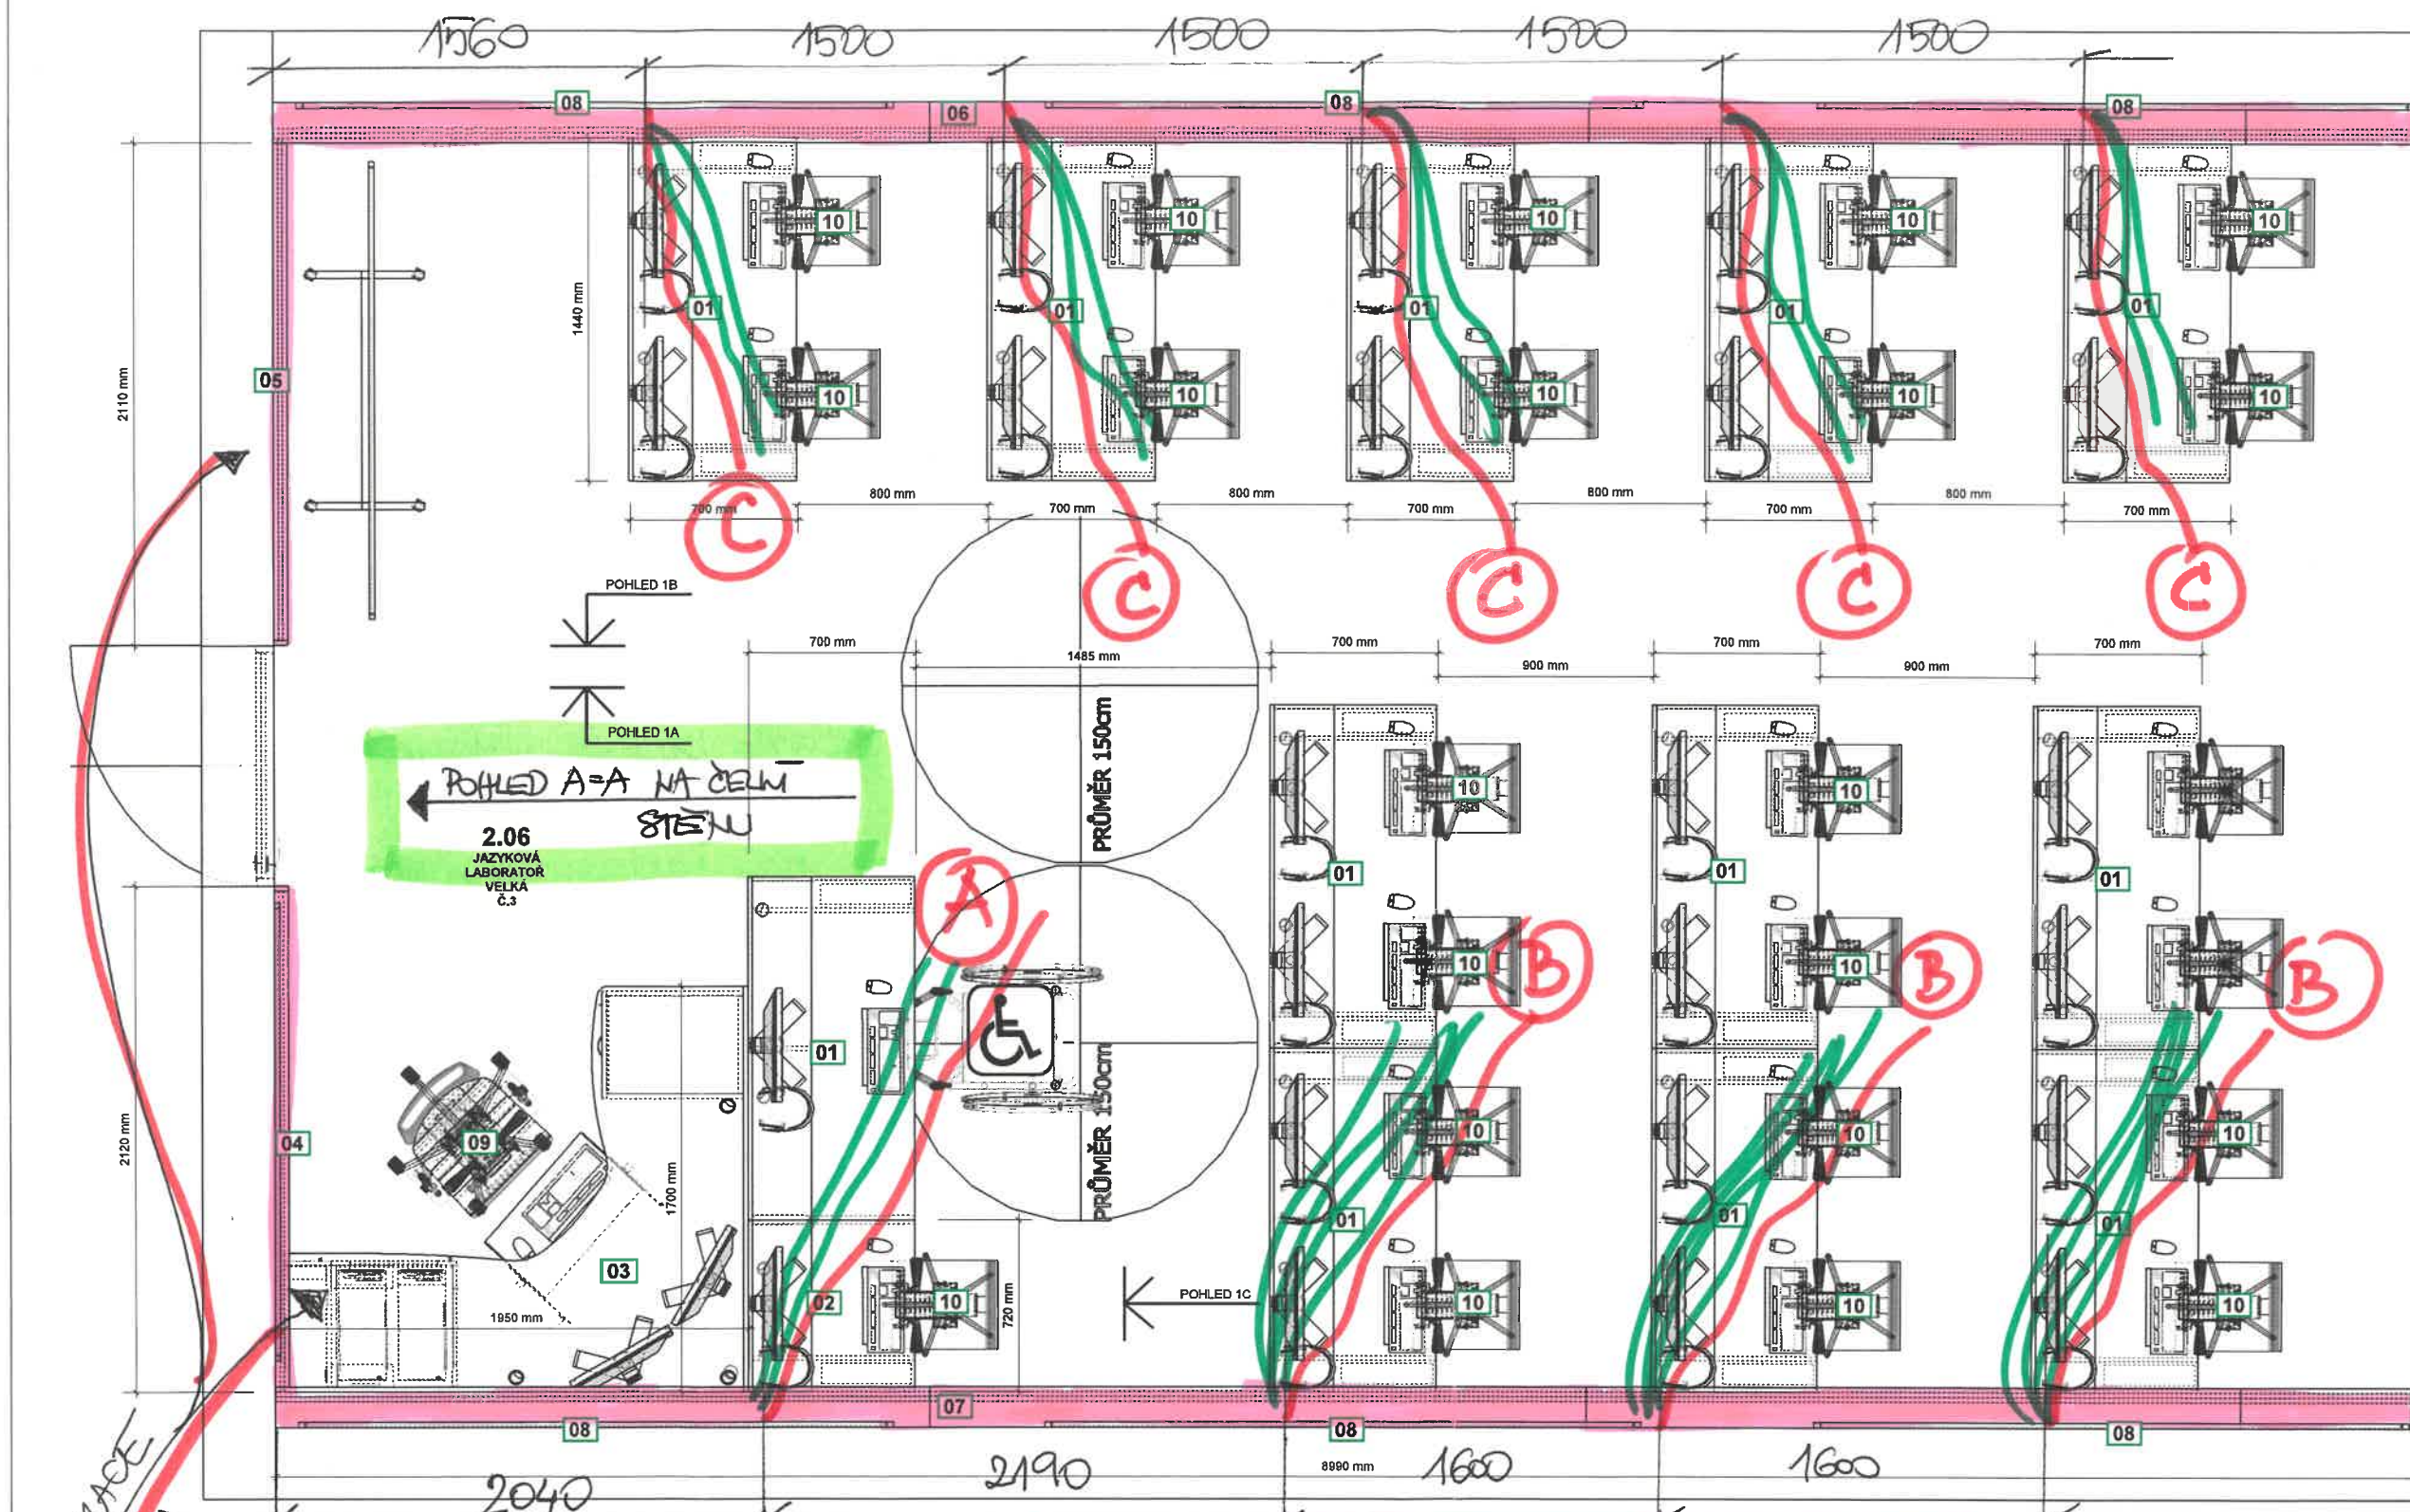 1560 1500 1500 1500 1500
08 06 08 08
10 10 10 10 10
01 01 01 01 01
1440 mm
05
2110 mm
10 10 10 10 10
800 mm 800 mm 800 mm 800 mm
700 mm 700 mm 700 mm 700 mm 700 mm
C C C C C
POHLED 1B
700 mm 1485 mm 700 mm 900 mm 700 mm 900 mm 700 mm
POHLED 1A
POHLED A=A NA ČELNÍ
STĚNU
PRŮMĚR 150cm
10 10
2.06
JAZYKOVÁ
LABORATOŘ
VELKÁ
Č.3
A
01 01 01
10 B 10 B B
01
PRŮMĚR 150cm
04 09
2120 mm
1700 mm
10 10 10
01 01 01
03
02 10
1950 mm
720 mm
POHLED 1C
10 10 10
07
08 08 08
2040 2190 8990 mm 1600 1600